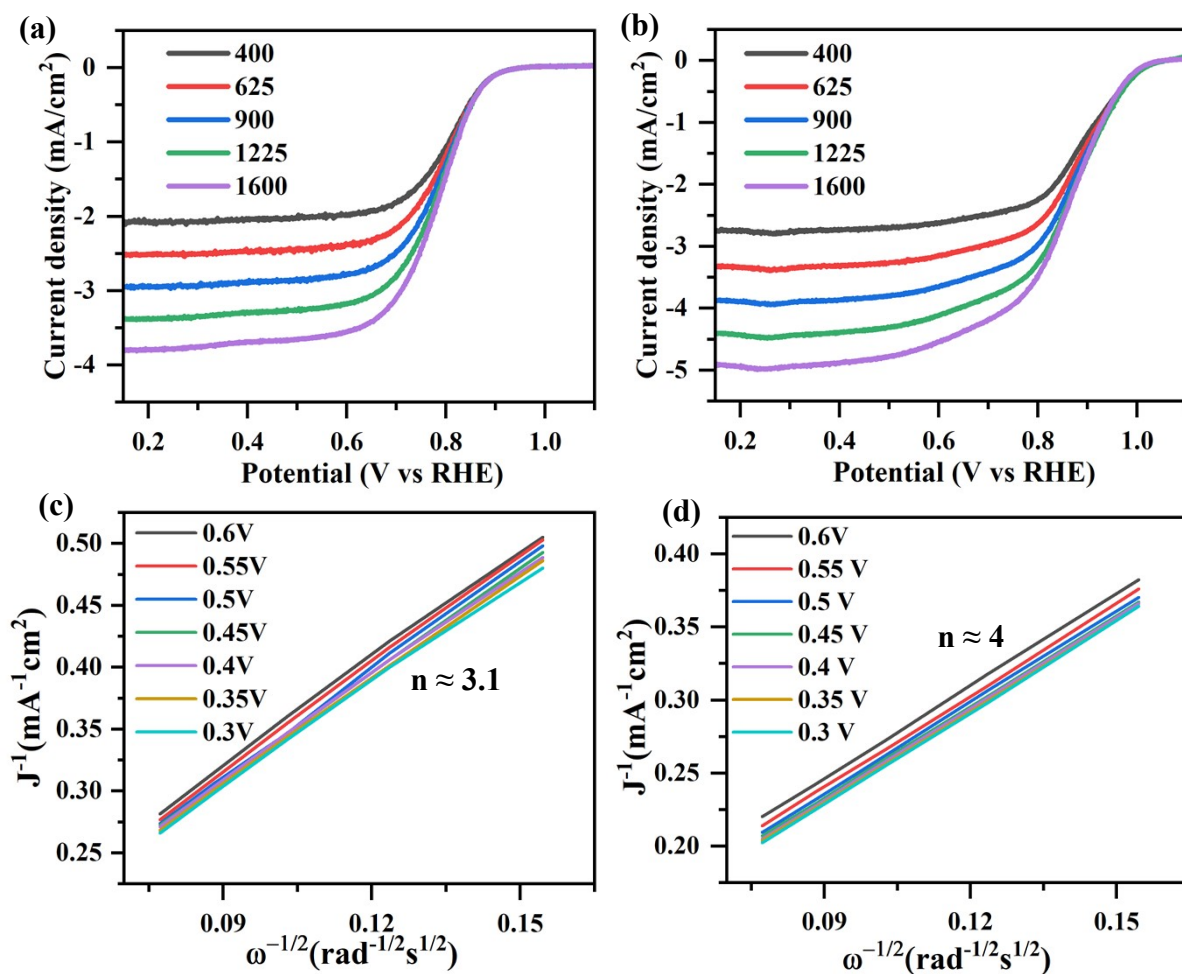 (a)
400
625
900
1225
1600
0
-1
-2
-3
-4
Current density (mA/cm²)
0.2 0.4 0.6 0.8 1.0
Potential (V vs RHE)
(b)
400
625
900
1225
1600
0
-1
-2
-3
-4
-5
Current density (mA/cm²)
0.2 0.4 0.6 0.8 1.0
Potential (V vs RHE)
(c)
0.6V
0.55V
0.5V
0.45V
0.4V
0.35V
0.3V
n ≈ 3.1
0.50
0.45
0.40
0.35
0.30
0.25
J⁻¹(mA⁻¹cm²)
0.09 0.12 0.15
ω⁻¹/²(rad⁻¹/²s¹/²)
(d)
0.6V
0.55 V
0.5 V
0.45 V
0.4 V
0.35 V
0.3 V
n ≈ 4
0.40
0.35
0.30
0.25
0.20
J⁻¹(mA⁻¹cm²)
0.09 0.12 0.15
ω⁻¹/²(rad⁻¹/²s¹/²)